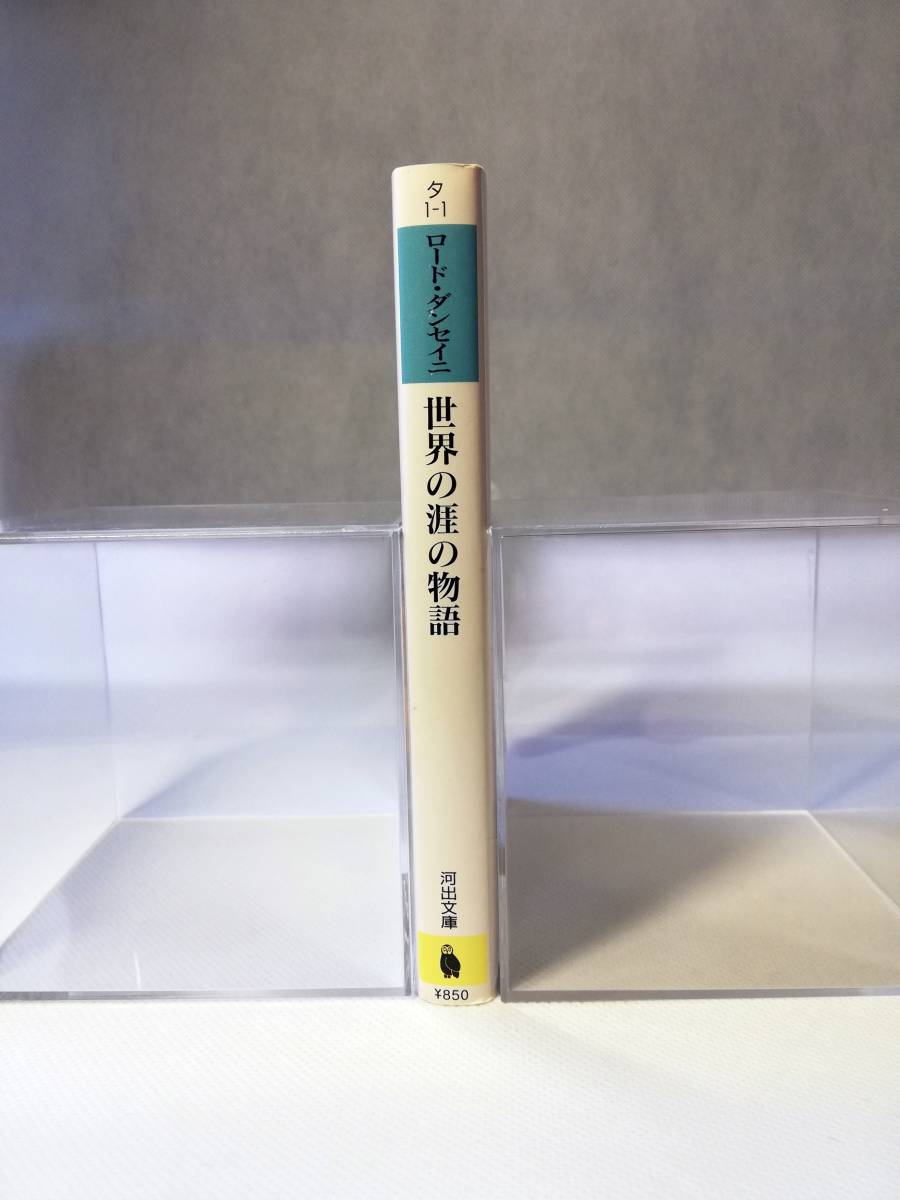 タ
1-1
ロード・ダンセイニ
世界の涯の物語
河出文庫
¥850